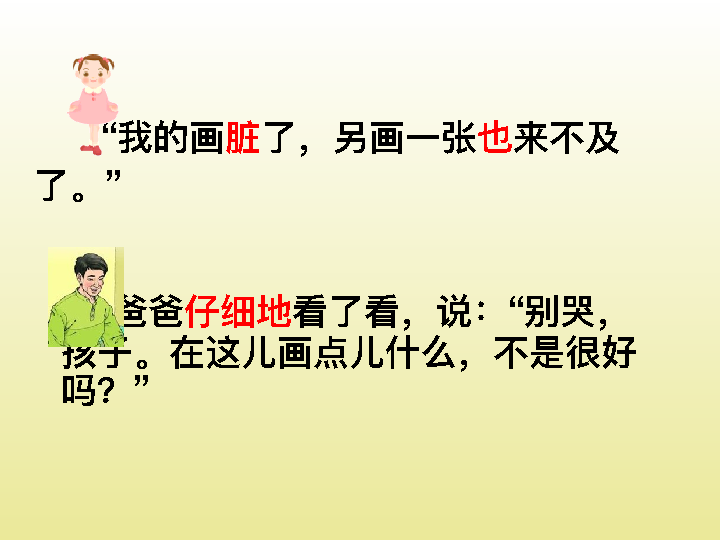 “我的画脏了，另画一张也来不及
了。”
爸爸仔细地看了看，说：“别哭，
孩子。在这儿画点儿什么，不是很好
吗？”